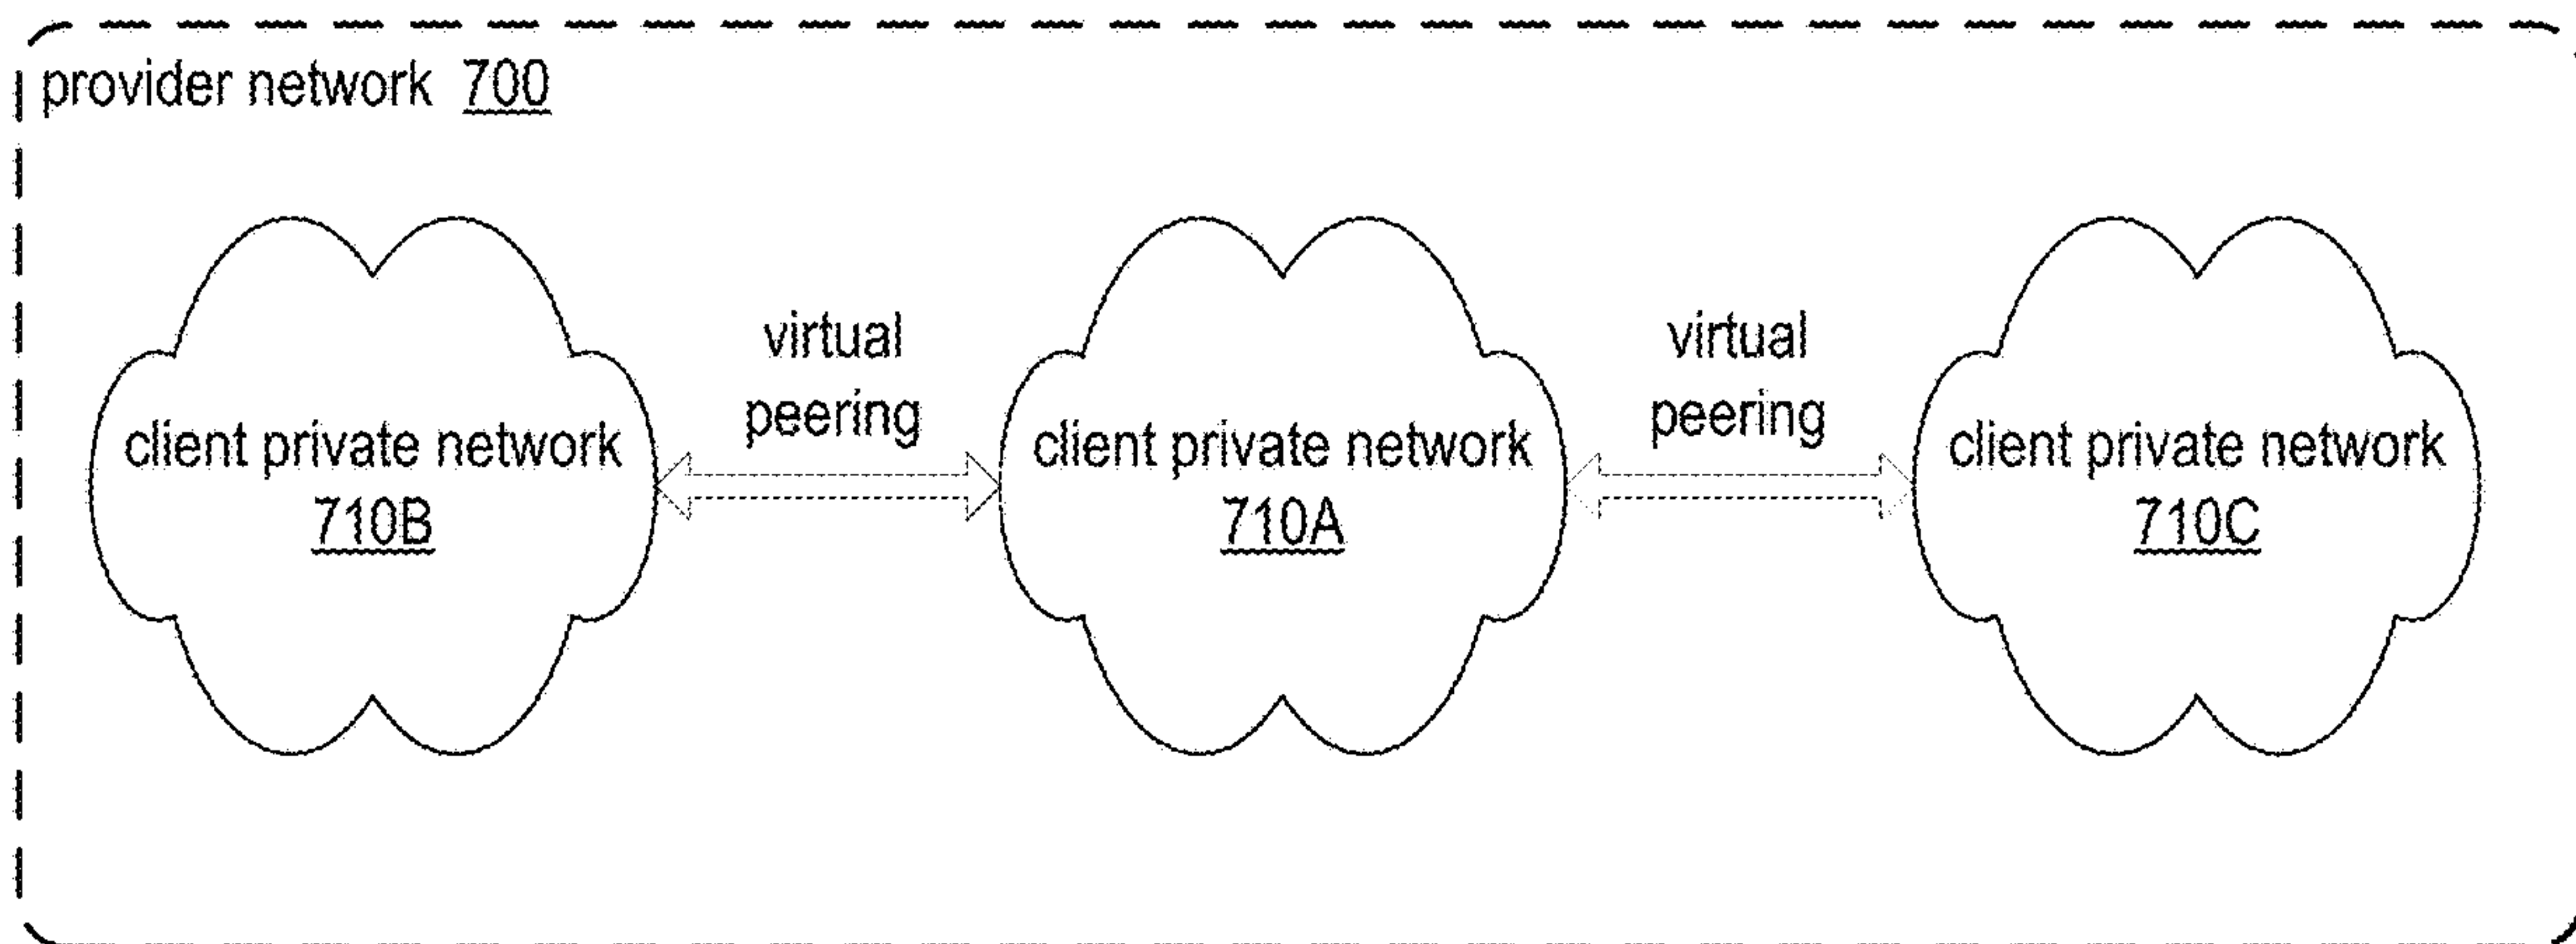 provider network 700
virtual
peering
virtual
peering
client private network
710B
client private network
710A
client private network
710C